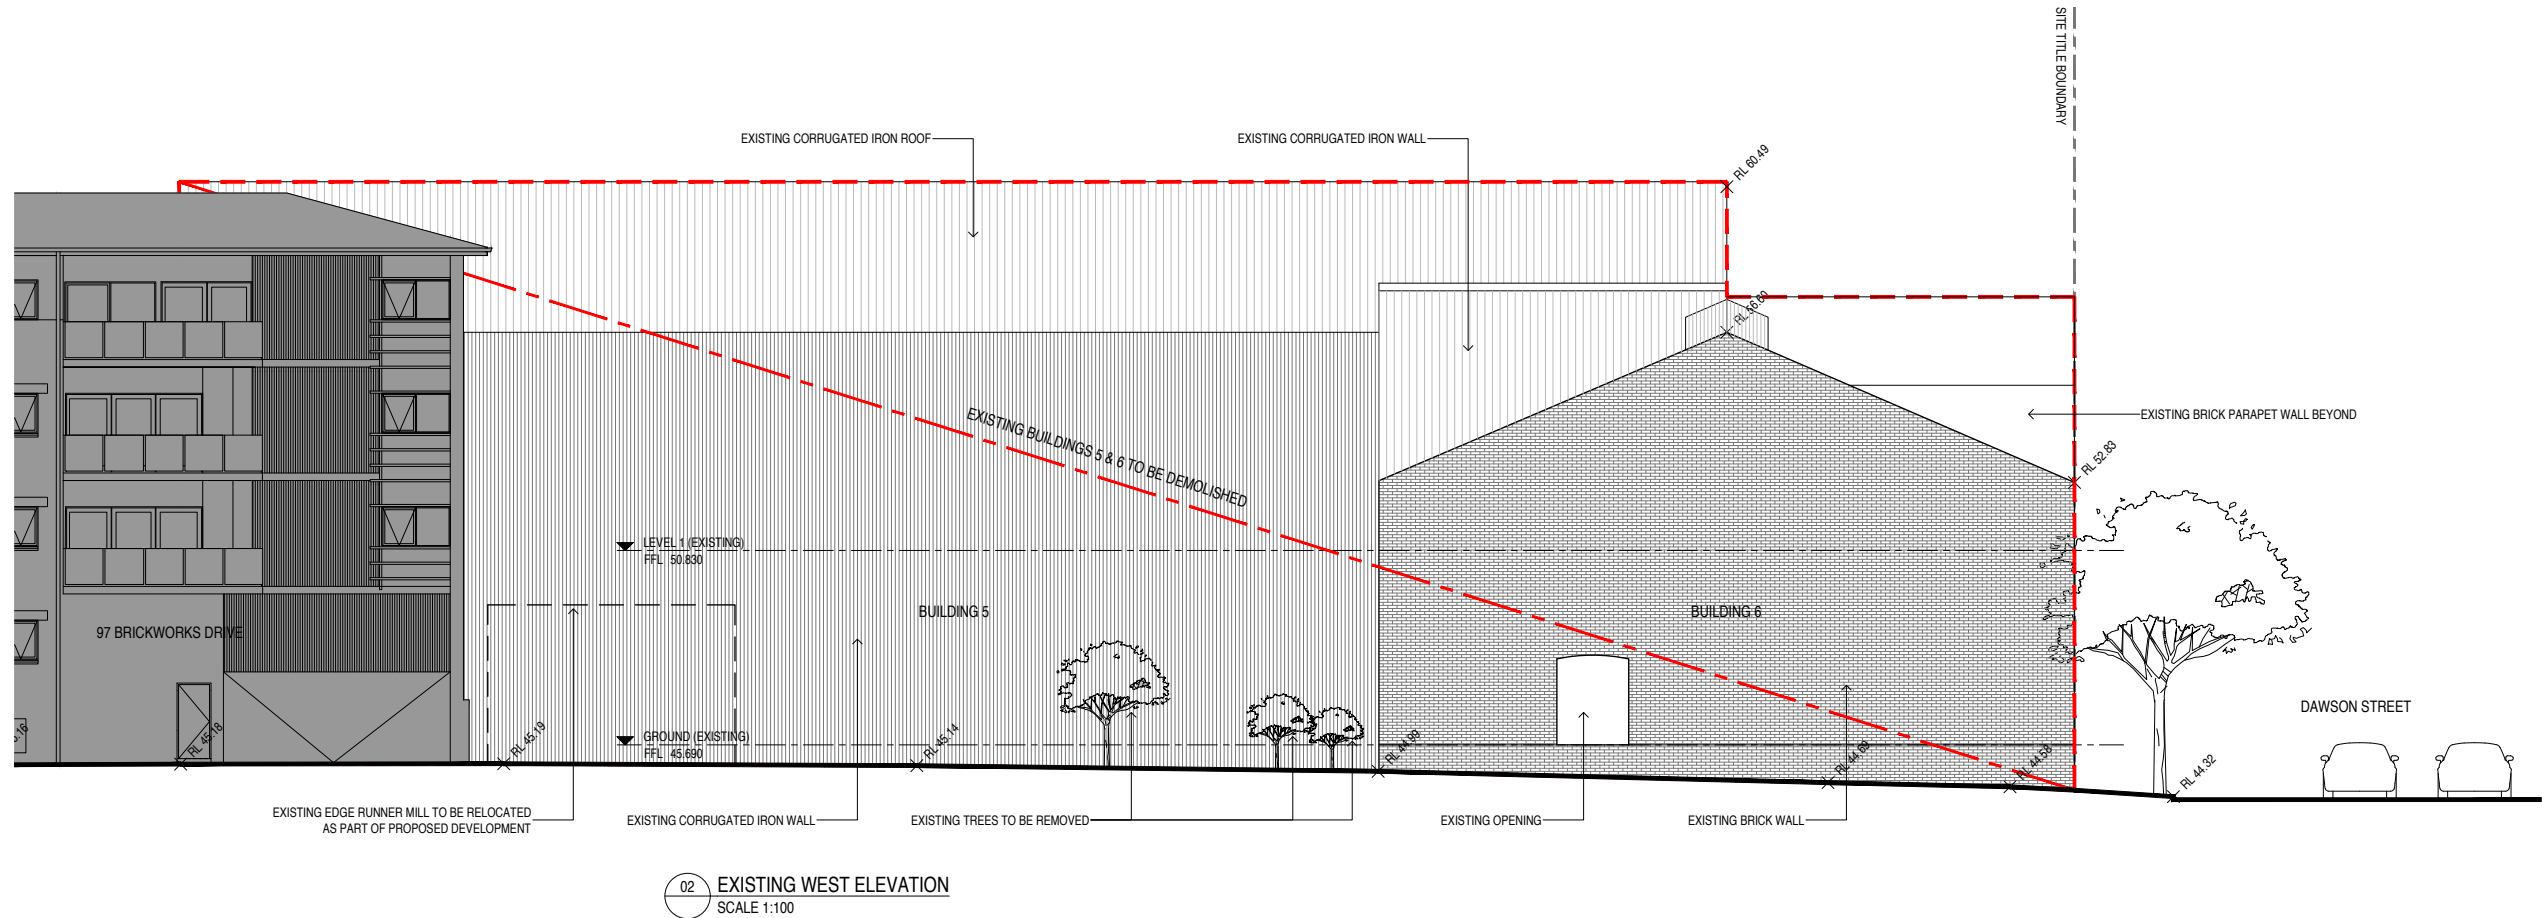 SITE TITLE BOUNDARY
EXISTING CORRUGATED IRON ROOF
EXISTING CORRUGATED IRON WALL
RL 60.49
RL 56.60
EXISTING BRICK PARAPET WALL BEYOND
EXISTING BUILDINGS 5 & 6 TO BE DEMOLISHED
RL 52.83
LEVEL 1 (EXISTING)
FFL 50.830
BUILDING 5
BUILDING 6
97 BRICKWORKS DRIVE
DAWSON STREET
5.16
RL 45.18
RL 45.19
GROUND (EXISTING)
FFL 45.690
RL 45.14
RL 44.99
RL 44.69
RL 44.58
RL 44.32
EXISTING EDGE RUNNER MILL TO BE RELOCATED
AS PART OF PROPOSED DEVELOPMENT
EXISTING CORRUGATED IRON WALL
EXISTING TREES TO BE REMOVED
EXISTING OPENING
EXISTING BRICK WALL
02 EXISTING WEST ELEVATION
SCALE 1:100